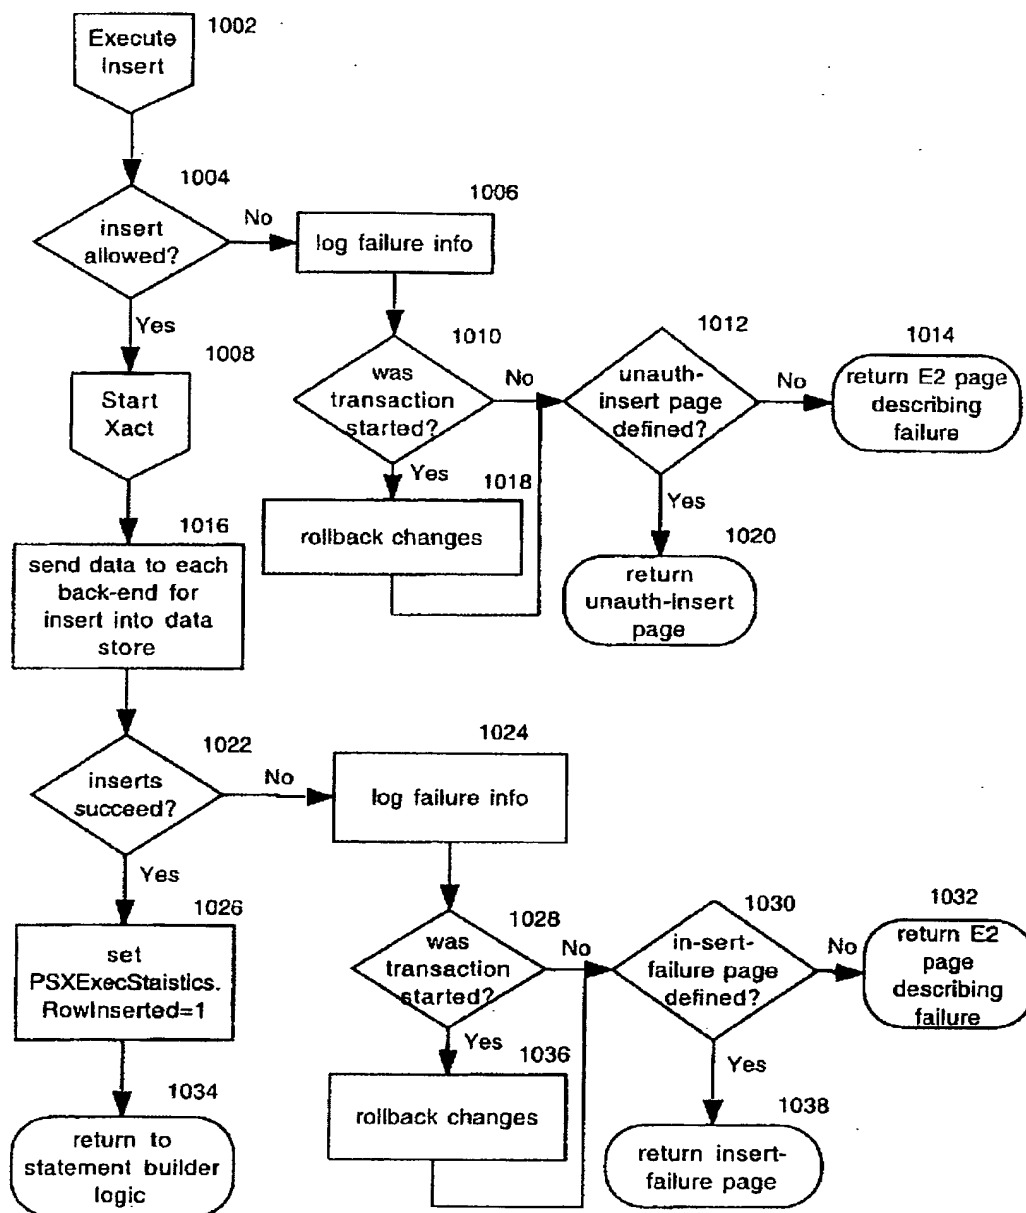 1002
Execute
Insert
1004
insert
allowed?
No
1006
log failure info
Yes
1008
Start
Xact
1010
was
transaction
started?
No
1012
unauth-
insert page
defined?
No
1014
return E2 page
describing
failure
Yes
1018
rollback changes
Yes
1020
return
unauth-insert
page
1016
send data to each
back-end for
insert into data
store
1022
inserts
succeed?
No
1024
log failure info
Yes
1026
set
PSXExecStaistics.
RowInserted=1
1028
was
transaction
started?
No
1030
in-sert-
failure page
defined?
No
1032
return E2
page
describing
failure
Yes
1036
rollback changes
Yes
1038
return insert-
failure page
1034
return to
statement builder
logic